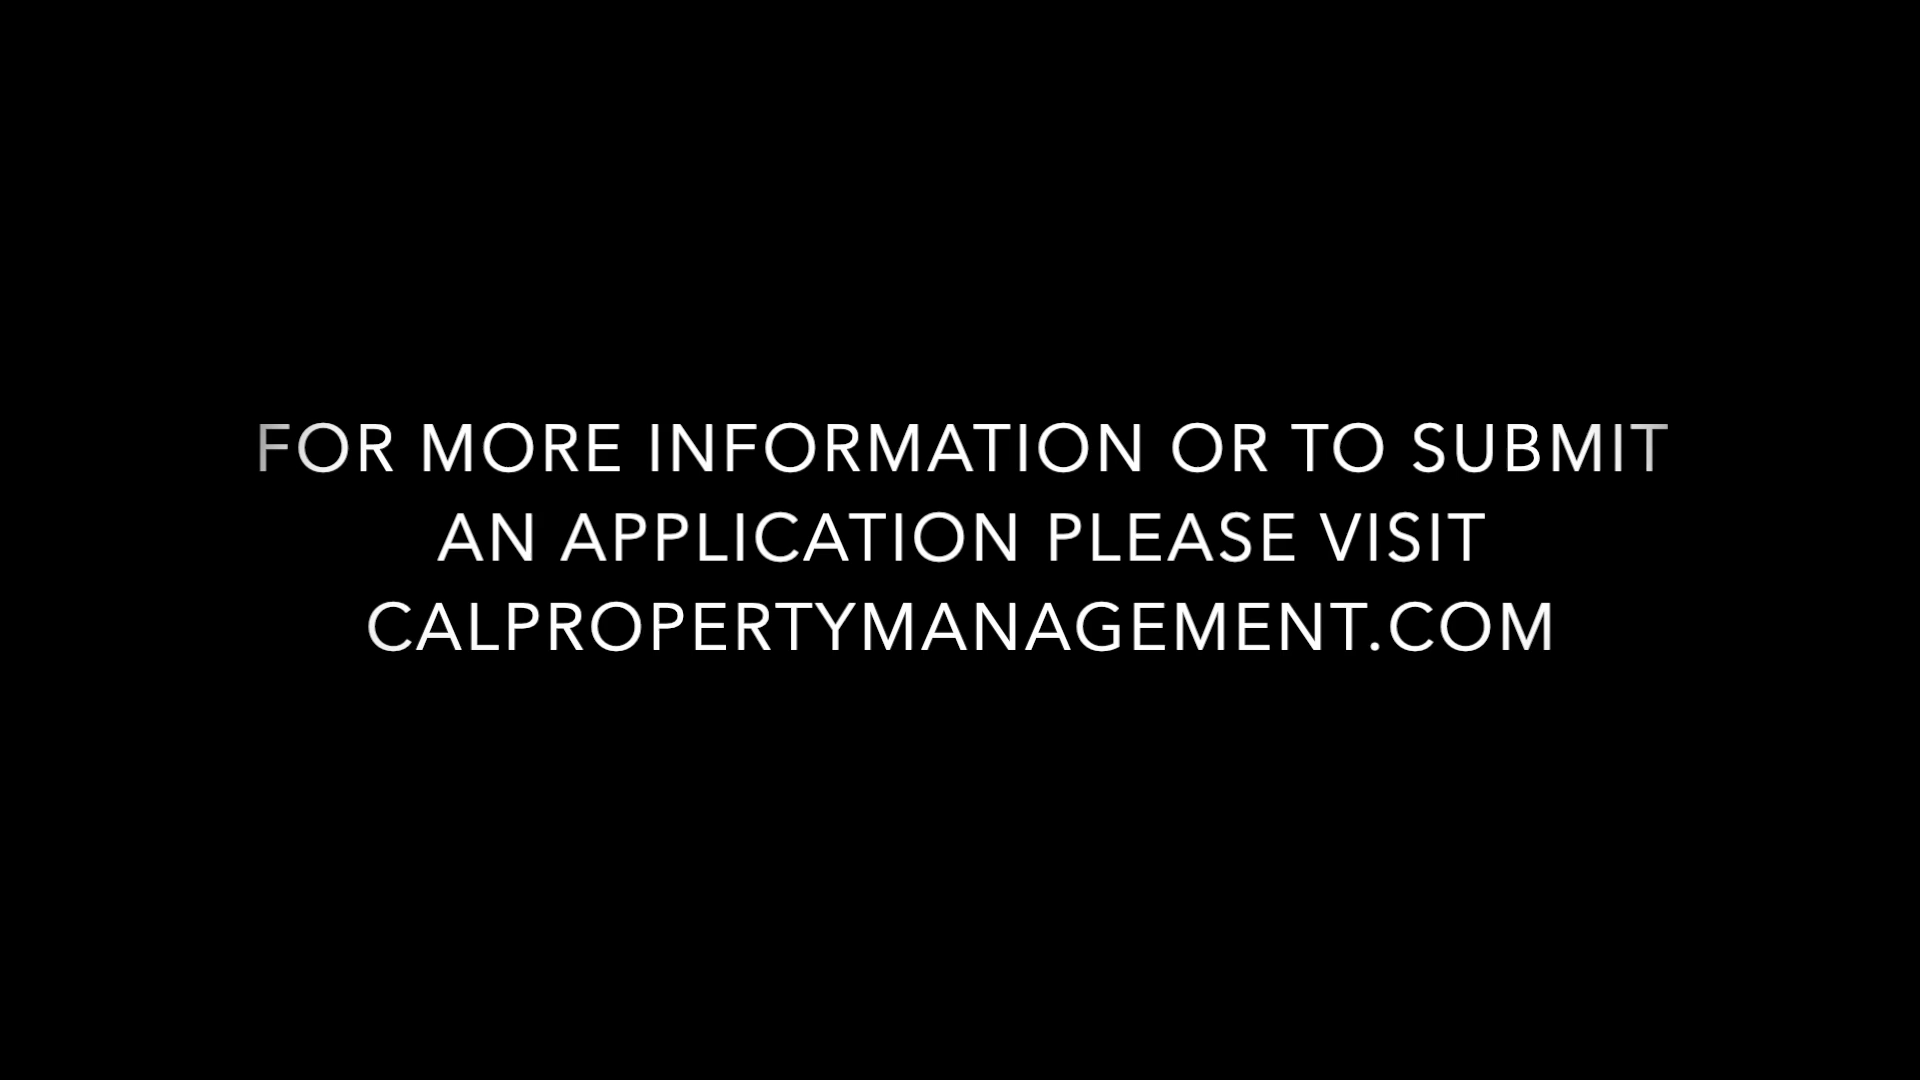 FOR MORE INFORMATION OR TO SUBMIT
AN APPLICATION PLEASE VISIT
CALPROPERTYMANAGEMENT.COM